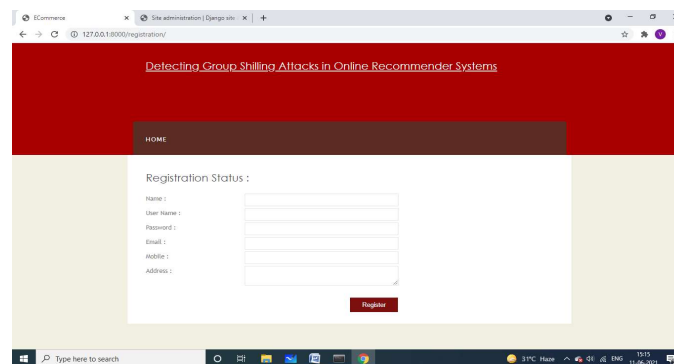 ECommerce
Site administration | Django site
127.0.0.1:8000/registration/
V
Detecting Group Shilling Attacks in Online Recommender Systems
HOME
Registration Status :
Name :
User Name :
Password :
Email :
Moblie :
Address :
Register
Type here to search
31°C Haze
ENG
15:15
11-06-2021